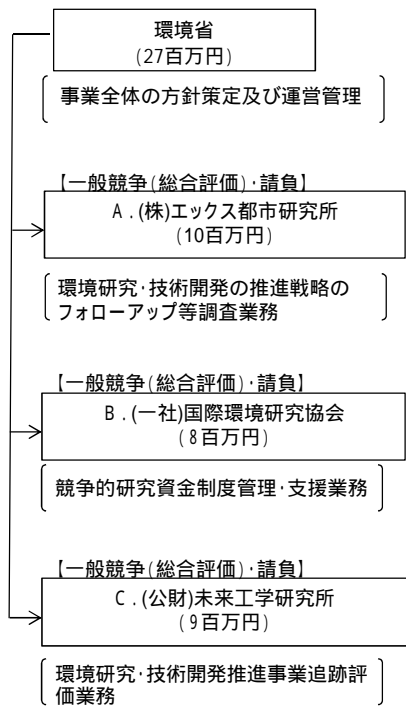 環境省
(27百万円)
事業全体の方針策定及び運営管理
【一般競争(総合評価)･請負】
A．(株)エックス都市研究所
(10百万円)
環境研究･技術開発の推進戦略の
フォローアップ等調査業務
【一般競争(総合評価)･請負】
B．(一社)国際環境研究協会
(8百万円)
競争的研究資金制度管理･支援業務
【一般競争(総合評価)･請負】
C．(公財)未来工学研究所
(9百万円)
環境研究･技術開発推進事業追跡評
価業務